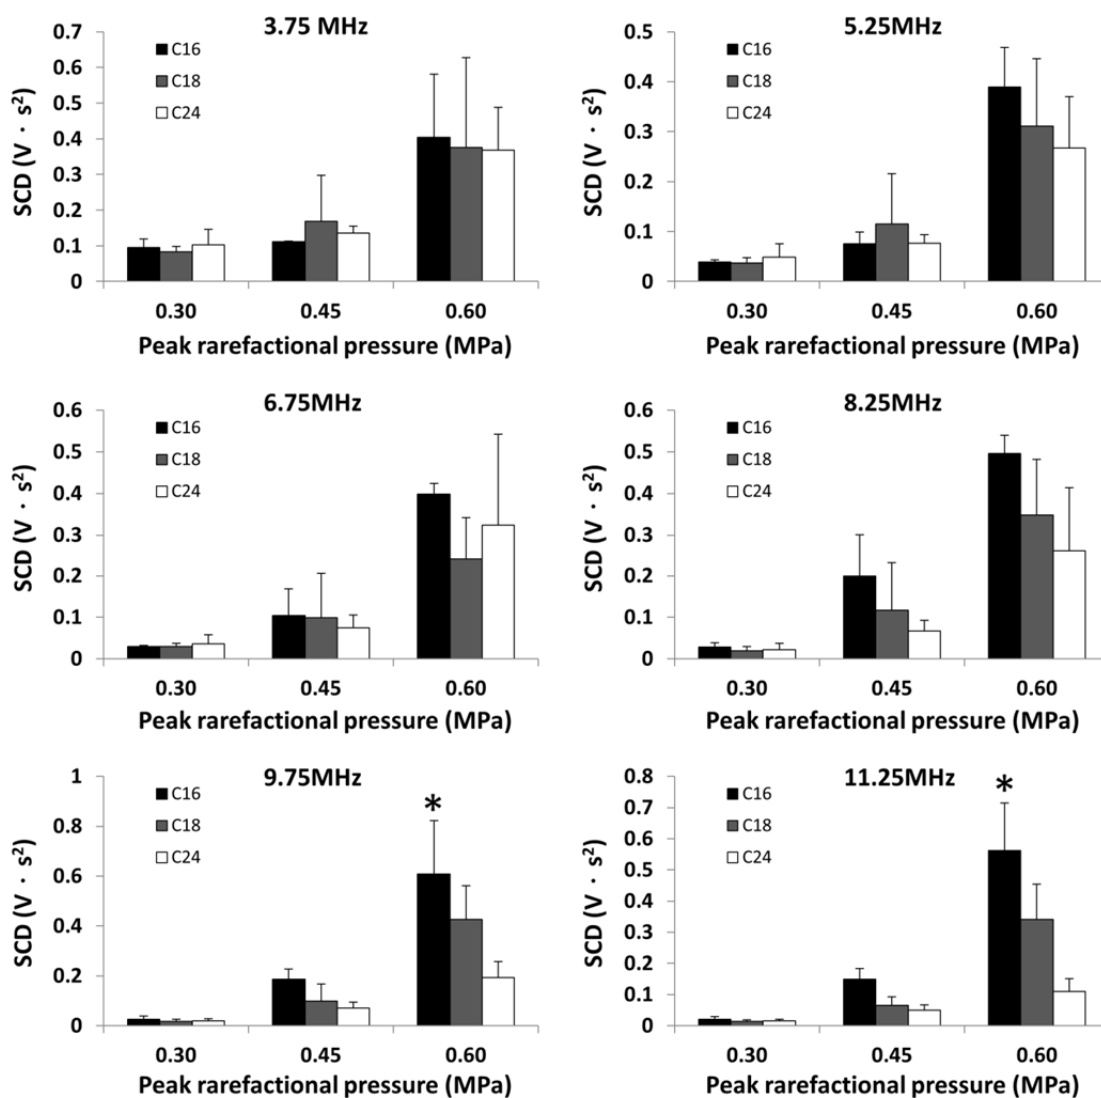 3.75 MHz
SCD (V · s²)
0.7
0.6
0.5
0.4
0.3
0.2
0.1
0
C16
C18
C24
0.30 0.45 0.60
Peak rarefactional pressure (MPa)
5.25MHz
SCD (V · s²)
0.5
0.4
0.3
0.2
0.1
0
C16
C18
C24
0.30 0.45 0.60
Peak rarefactional pressure (MPa)
6.75MHz
SCD (V · s²)
0.6
0.5
0.4
0.3
0.2
0.1
0
C16
C18
C24
0.30 0.45 0.60
Peak rarefactional pressure (MPa)
8.25MHz
SCD (V · s²)
0.6
0.5
0.4
0.3
0.2
0.1
0
C16
C18
C24
0.30 0.45 0.60
Peak rarefactional pressure (MPa)
9.75MHz
SCD (V · s²)
1
0.8
0.6
0.4
0.2
0
C16
C18
C24
*
0.30 0.45 0.60
Peak rarefactional pressure (MPa)
11.25MHz
SCD (V · s²)
0.8
0.7
0.6
0.5
0.4
0.3
0.2
0.1
0
C16
C18
C24
*
0.30 0.45 0.60
Peak rarefactional pressure (MPa)